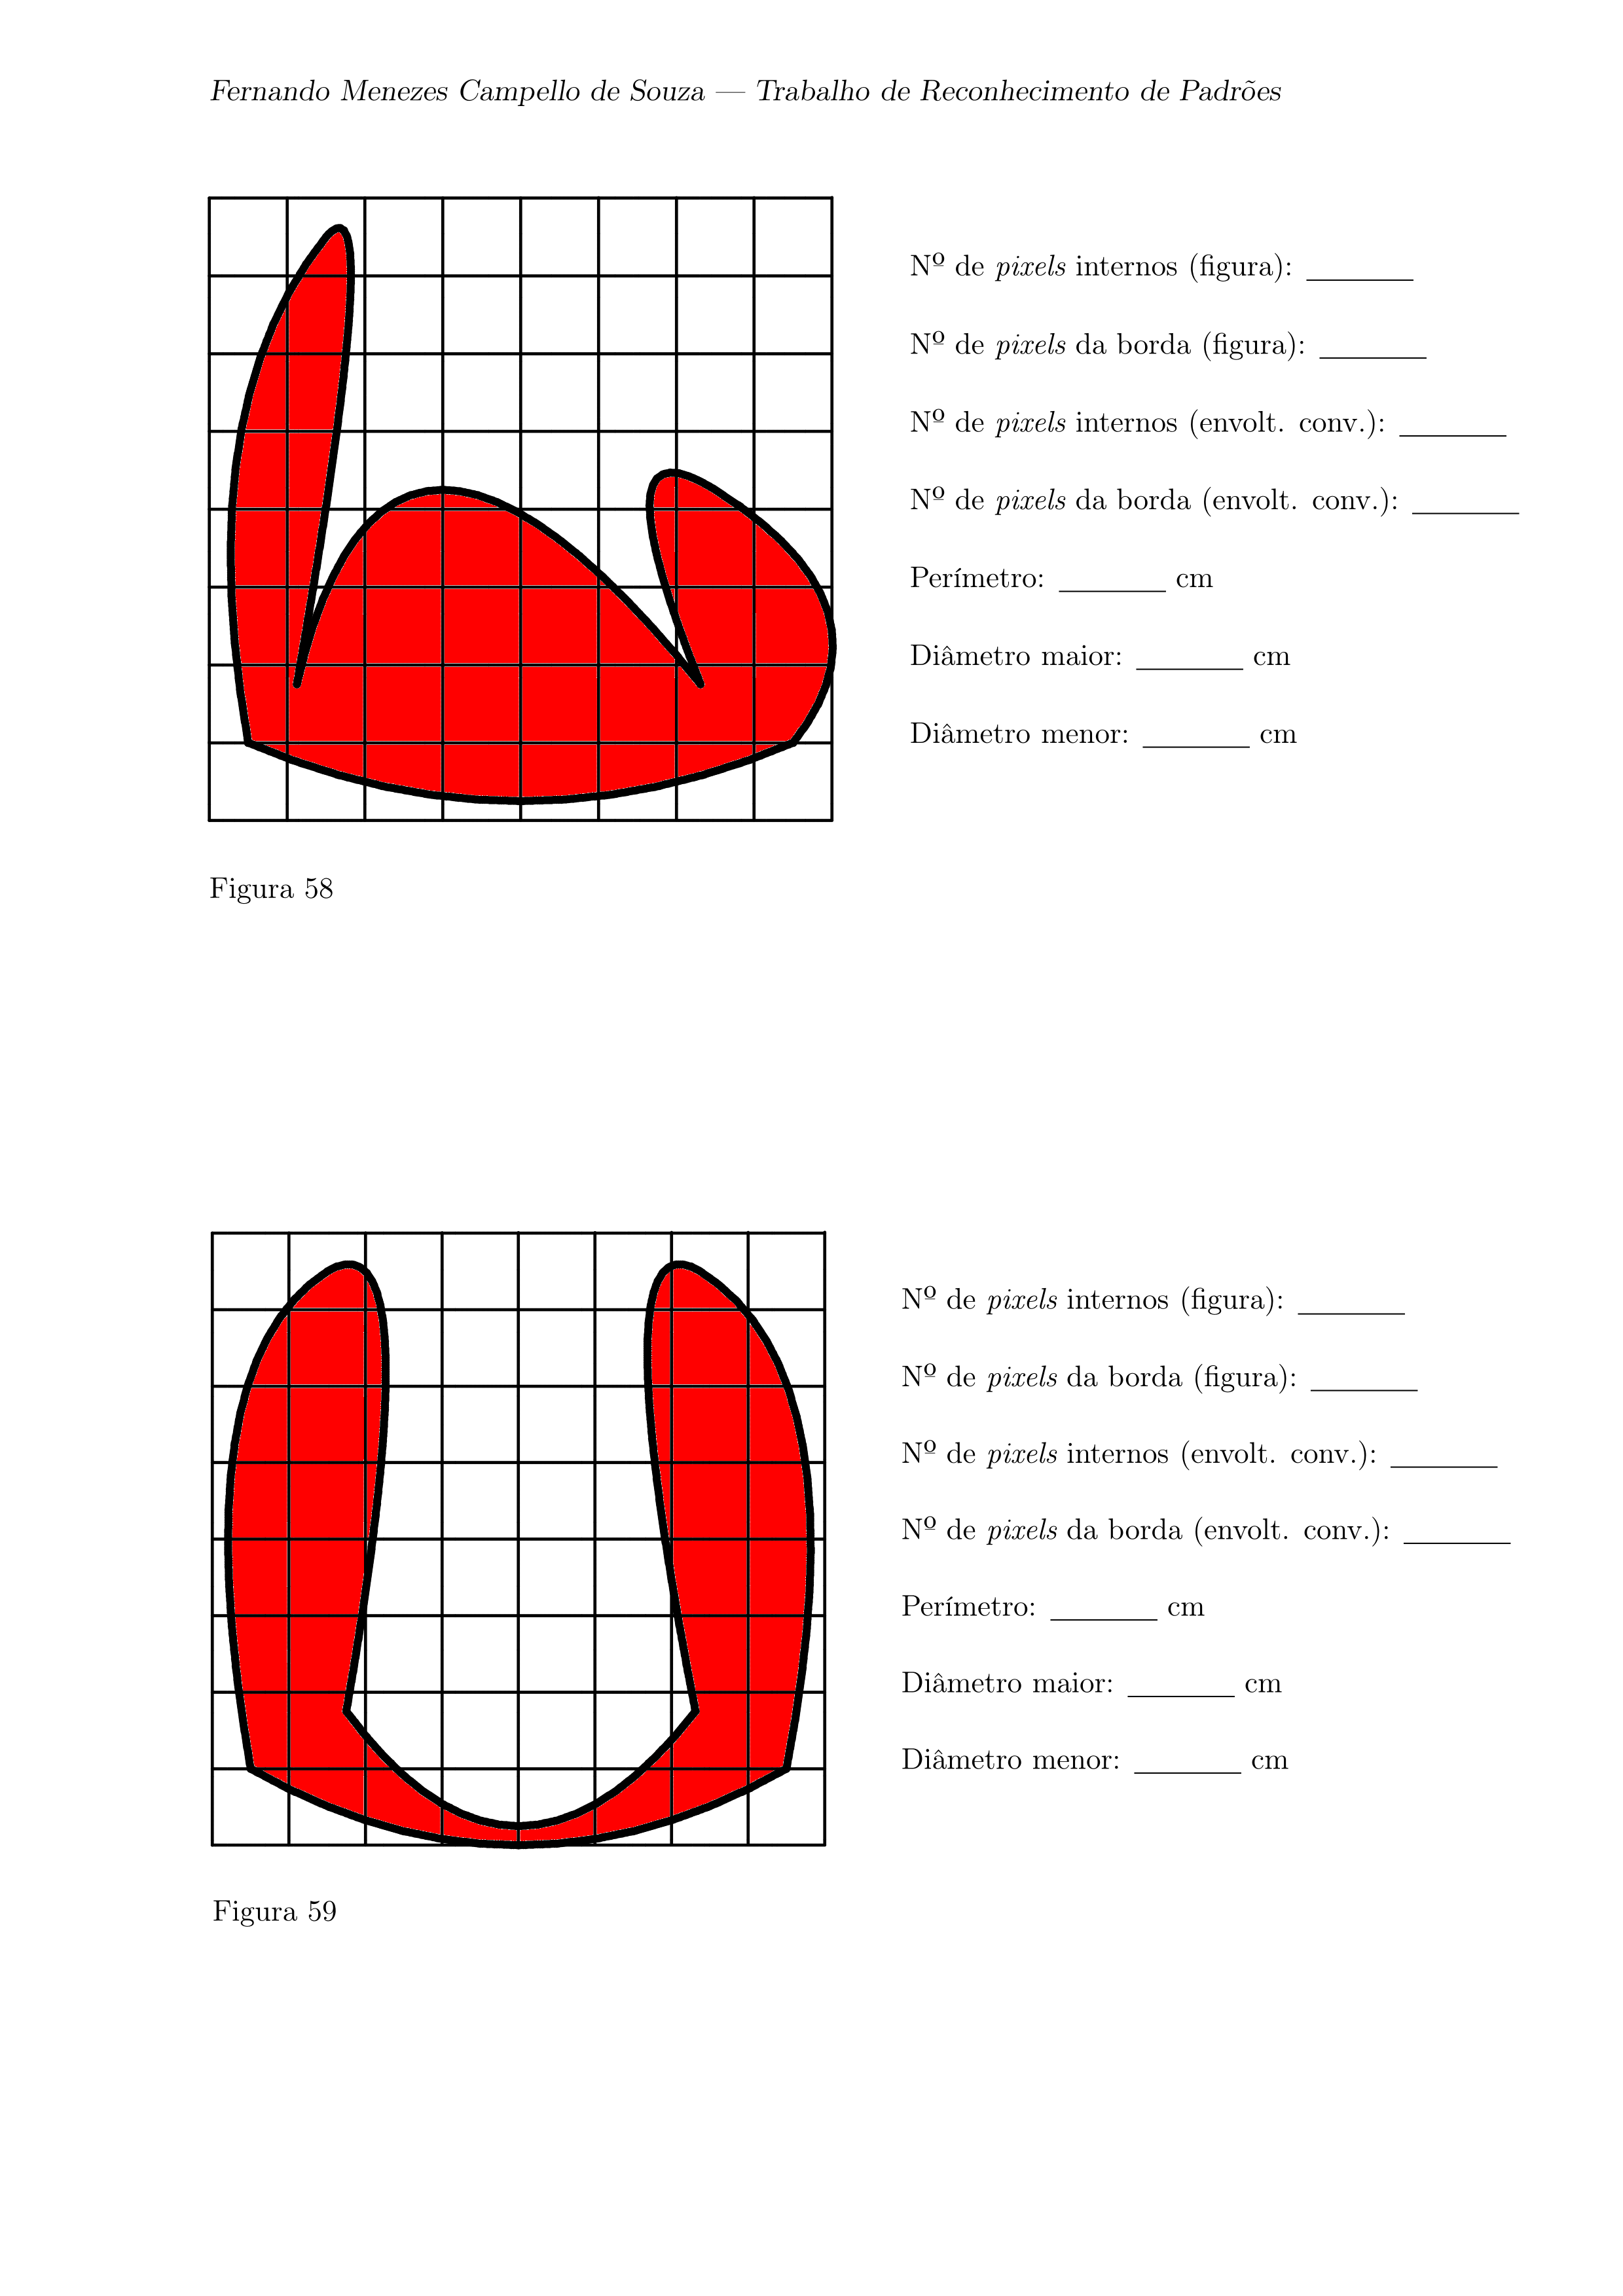 Fernando Menezes Campello de Souza — Trabalho de Reconhecimento de Padrões
Nº de pixels internos (figura): _______
Nº de pixels da borda (figura): _______
Nº de pixels internos (envolt. conv.): _______
Nº de pixels da borda (envolt. conv.): _______
Perímetro: _______ cm
Diâmetro maior: _______ cm
Diâmetro menor: _______ cm
Figura 58
Nº de pixels internos (figura): _______
Nº de pixels da borda (figura): _______
Nº de pixels internos (envolt. conv.): _______
Nº de pixels da borda (envolt. conv.): _______
Perímetro: _______ cm
Diâmetro maior: _______ cm
Diâmetro menor: _______ cm
Figura 59